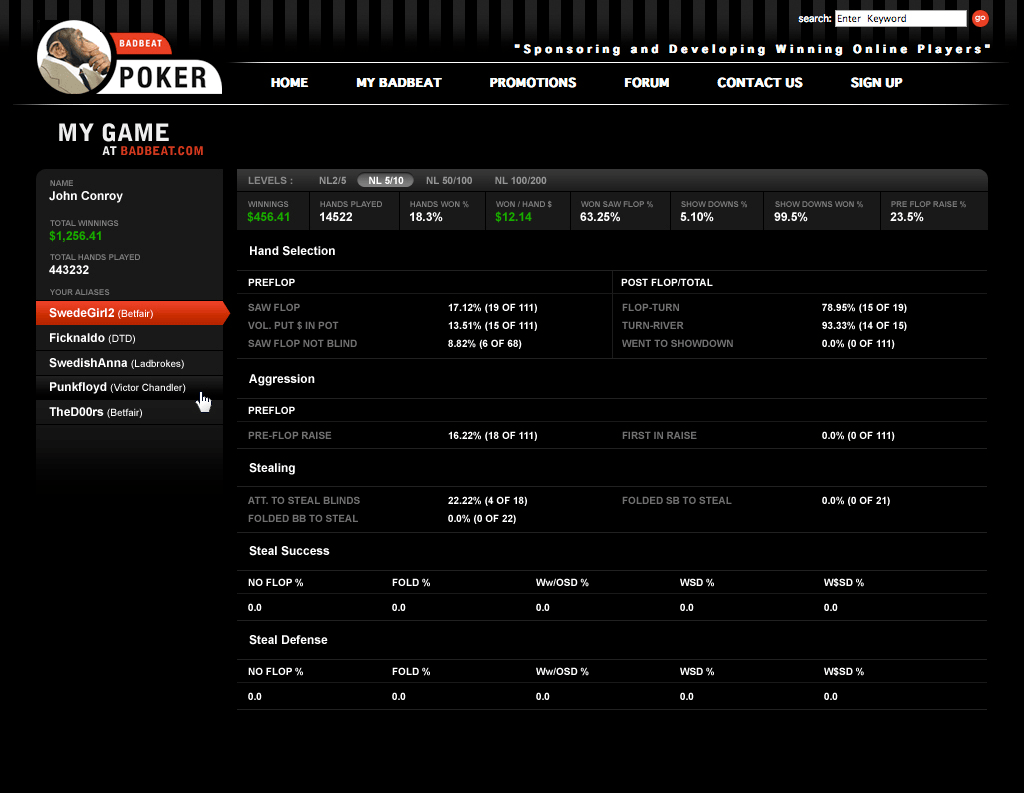 search: Enter Keyword go
BADBEAT
POKER
"Sponsoring and Developing Winning Online Players"
HOME MY BADBEAT PROMOTIONS FORUM CONTACT US SIGN UP
MY GAME
AT BADBEAT.COM
NAME
John Conroy
TOTAL WINNINGS
$1,256.41
TOTAL HANDS PLAYED
443232
YOUR ALIASES
SwedeGirl2 (Betfair)
Ficknaldo (DTD)
SwedishAnna (Ladbrokes)
Punkfloyd (Victor Chandler)
TheD00rs (Betfair)
LEVELS : NL2/5 NL 5/10 NL 50/100 NL 100/200
WINNINGS HANDS PLAYED HANDS WON % WON / HAND $ WON SAW FLOP % SHOW DOWNS % SHOW DOWNS WON % PRE FLOP RAISE %
$456.41 14522 18.3% $12.14 63.25% 5.10% 99.5% 23.5%
Hand Selection
PREFLOP POST FLOP/TOTAL
SAW FLOP 17.12% (19 OF 111) FLOP-TURN 78.95% (15 OF 19)
VOL. PUT $ IN POT 13.51% (15 OF 111) TURN-RIVER 93.33% (14 OF 15)
SAW FLOP NOT BLIND 8.82% (6 OF 68) WENT TO SHOWDOWN 0.0% (0 OF 111)
Aggression
PREFLOP
PRE-FLOP RAISE 16.22% (18 OF 111) FIRST IN RAISE 0.0% (0 OF 111)
Stealing
ATT. TO STEAL BLINDS 22.22% (4 OF 18) FOLDED SB TO STEAL 0.0% (0 OF 21)
FOLDED BB TO STEAL 0.0% (0 OF 22)
Steal Success
NO FLOP % FOLD % Ww/OSD % WSD % W$SD %
0.0 0.0 0.0 0.0 0.0
Steal Defense
NO FLOP % FOLD % Ww/OSD % WSD % W$SD %
0.0 0.0 0.0 0.0 0.0